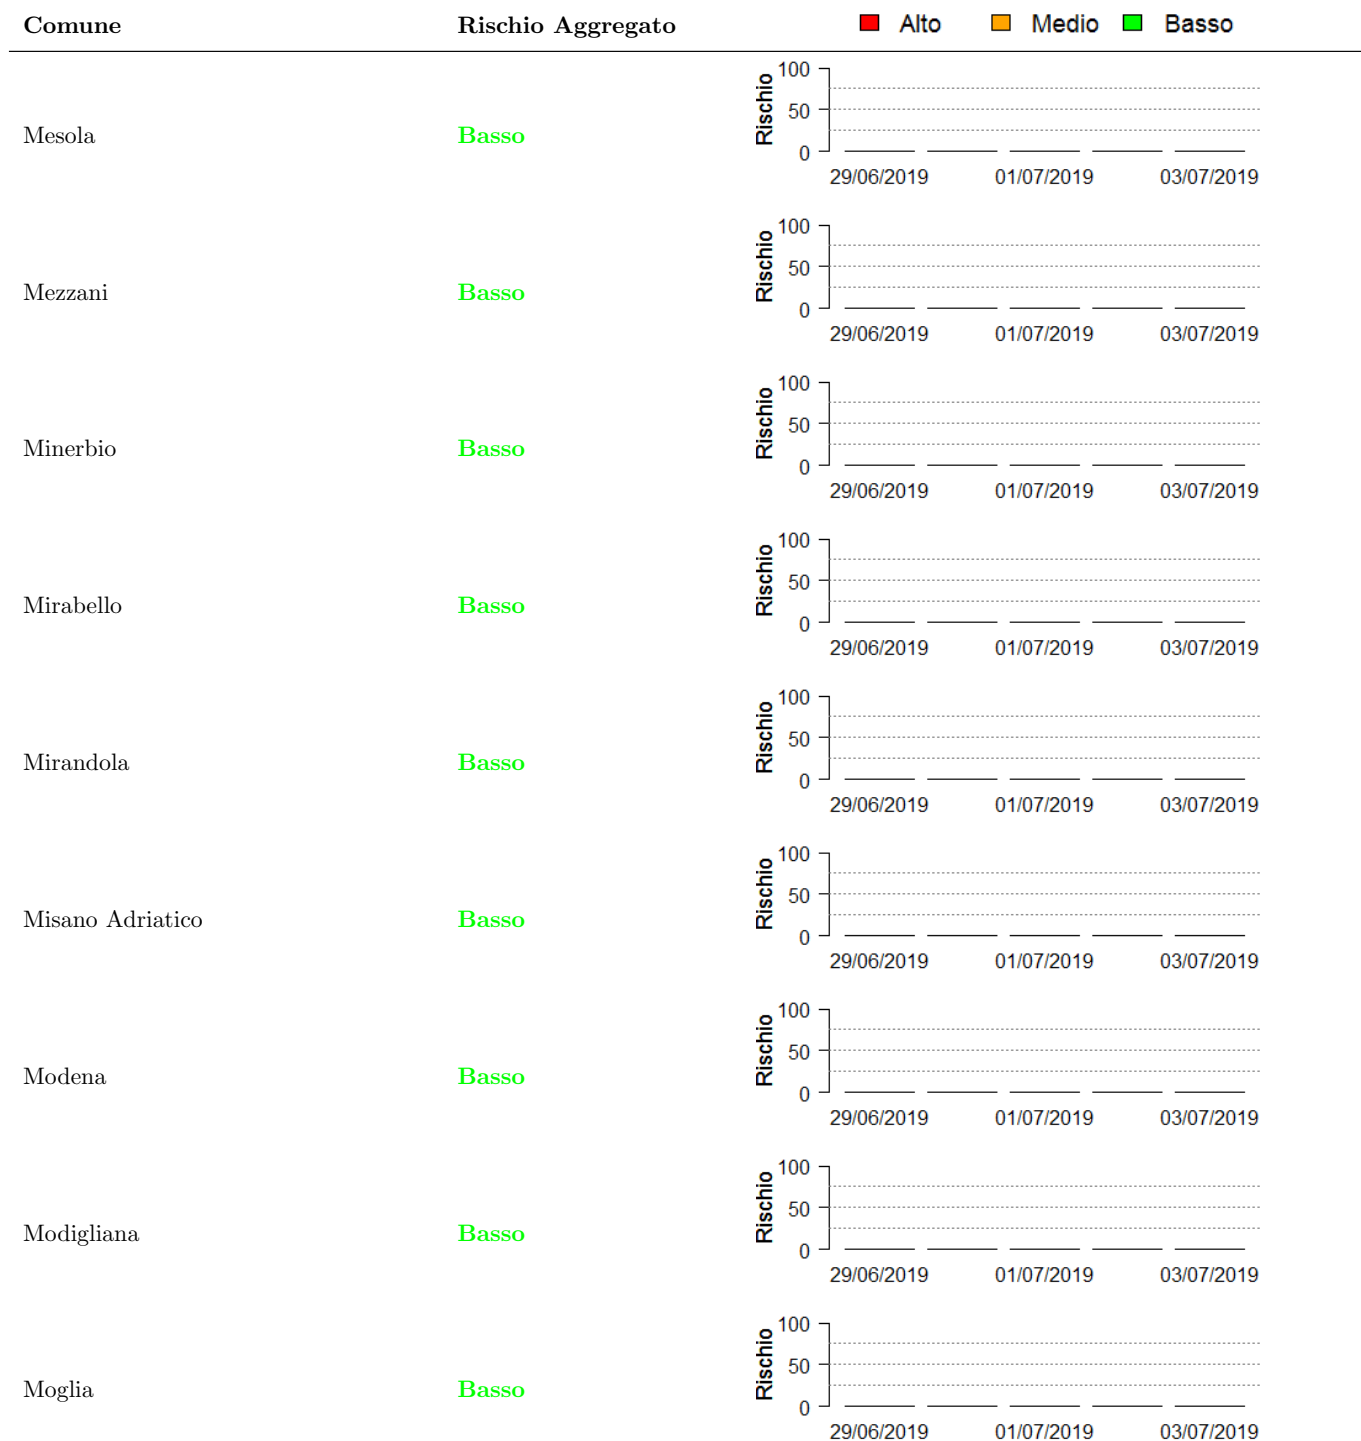 Comune Rischio Aggregato Alto Medio Basso
100
50
0
Rischio
Mesola Basso
29/06/2019 01/07/2019 03/07/2019
100
50
0
Rischio
Mezzani Basso
29/06/2019 01/07/2019 03/07/2019
100
50
0
Rischio
Minerbio Basso
29/06/2019 01/07/2019 03/07/2019
100
50
0
Rischio
Mirabello Basso
29/06/2019 01/07/2019 03/07/2019
100
50
0
Rischio
Mirandola Basso
29/06/2019 01/07/2019 03/07/2019
100
50
0
Rischio
Misano Adriatico Basso
29/06/2019 01/07/2019 03/07/2019
100
50
0
Rischio
Modena Basso
29/06/2019 01/07/2019 03/07/2019
100
50
0
Rischio
Modigliana Basso
29/06/2019 01/07/2019 03/07/2019
100
50
0
Rischio
Moglia Basso
29/06/2019 01/07/2019 03/07/2019